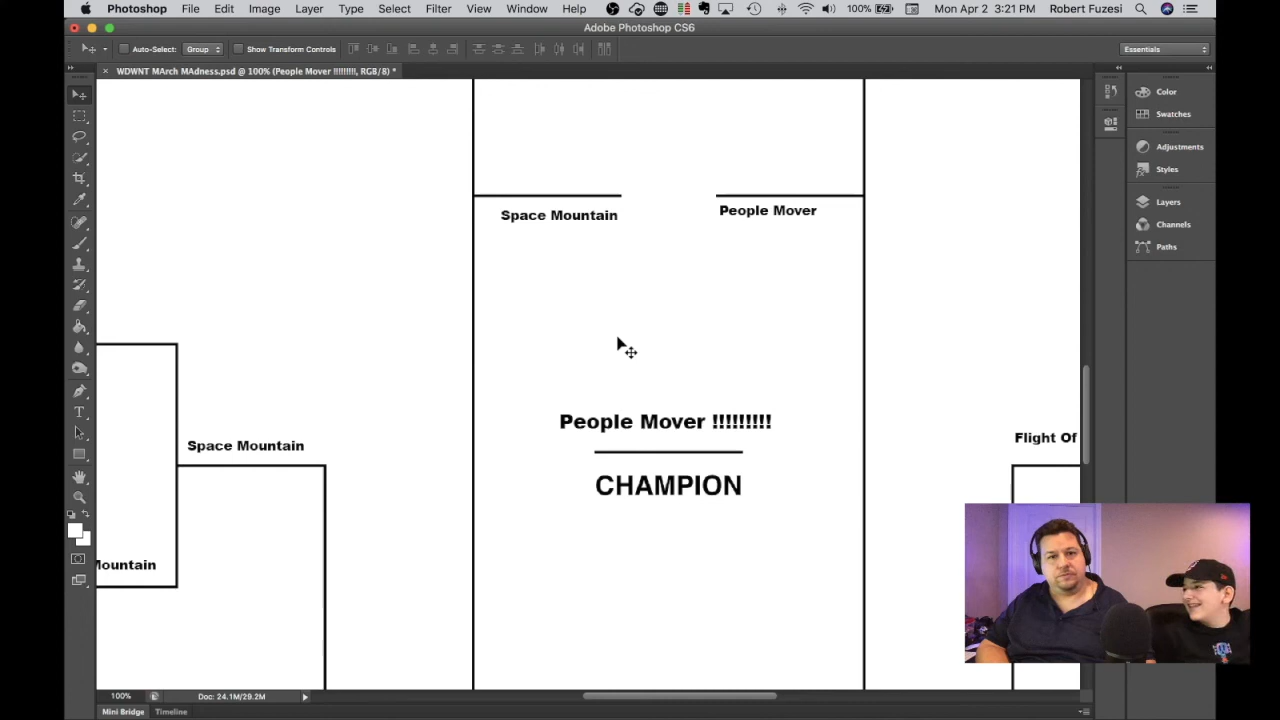 Photoshop File Edit Image Layer Type Select Filter View Window Help 100% Mon Apr 2 3:21 PM Robert Fuzesi
Adobe Photoshop CS6
Auto-Select: Group Show Transform Controls Essentials
× WDWNT MArch MAdness.psd @ 100% (People Mover !!!!!!!!!, RGB/8) *
Color
Swatches
Adjustments
Styles
Layers
Channels
Paths
Space Mountain
People Mover
People Mover !!!!!!!!!
CHAMPION
Space Mountain
Flight Of
Mountain
100% Doc: 24.1M/29.2M
Mini Bridge Timeline